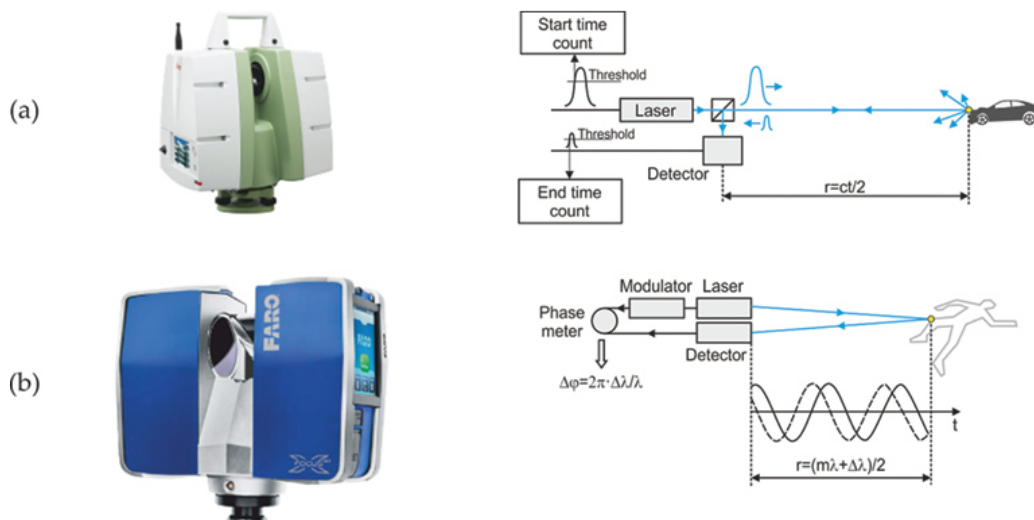 (a)
Start time
count
Threshold
Laser
Threshold
Detector
End time
count
r=ct/2
(b)
FARO
FOCUS
X
Modulator
Laser
Phase
meter
Detector
Δφ=2π·Δλ/λ
t
r=(mλ+Δλ)/2